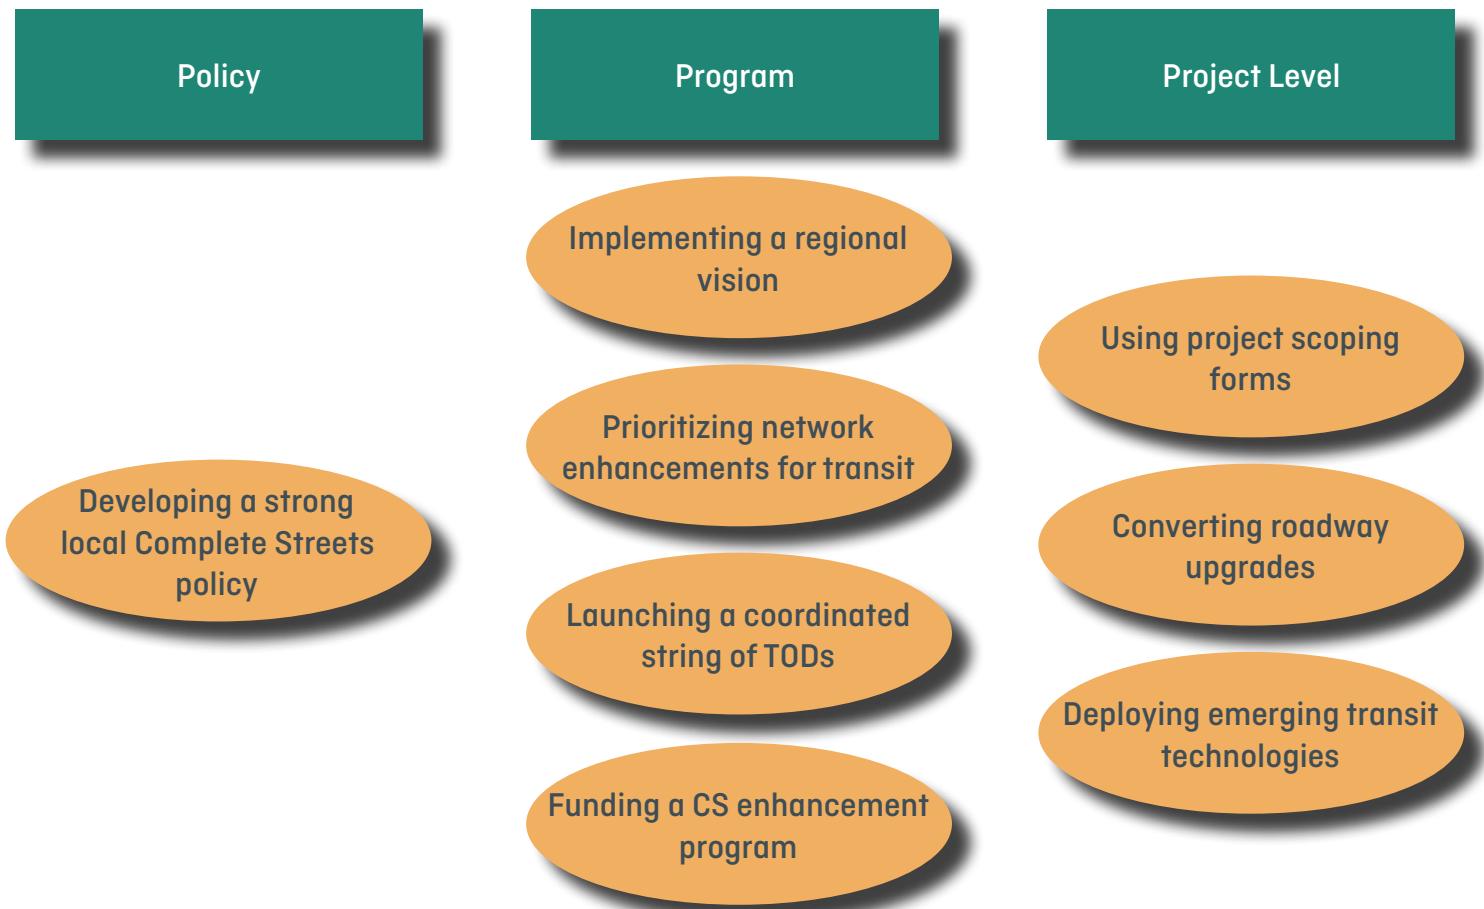 Policy
Developing a strong
local Complete Streets
policy
Program
Implementing a regional
vision
Prioritizing network
enhancements for transit
Launching a coordinated
string of TODs
Funding a CS enhancement
program
Project Level
Using project scoping
forms
Converting roadway
upgrades
Deploying emerging transit
technologies